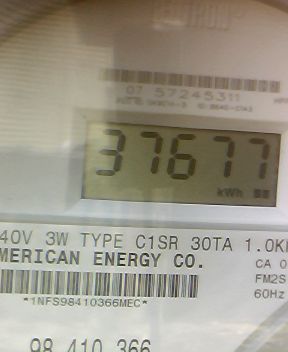 07 57245311
37677
kWh
40V 3W TYPE C1SR 30TA 1.0K
MERICAN ENERGY CO.
CA 0
FM2S
60Hz
*1NFS98410366MEC*
98 410 366